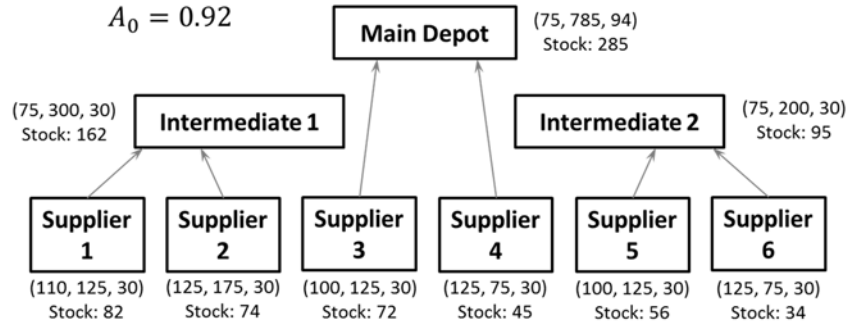 A₀ = 0.92
Main Depot
(75, 785, 94)
Stock: 285
(75, 300, 30)
Stock: 162
Intermediate 1
Intermediate 2
(75, 200, 30)
Stock: 95
Supplier
1
Supplier
2
Supplier
3
Supplier
4
Supplier
5
Supplier
6
(110, 125, 30)
Stock: 82
(125, 175, 30)
Stock: 74
(100, 125, 30)
Stock: 72
(125, 75, 30)
Stock: 45
(100, 125, 30)
Stock: 56
(125, 75, 30)
Stock: 34